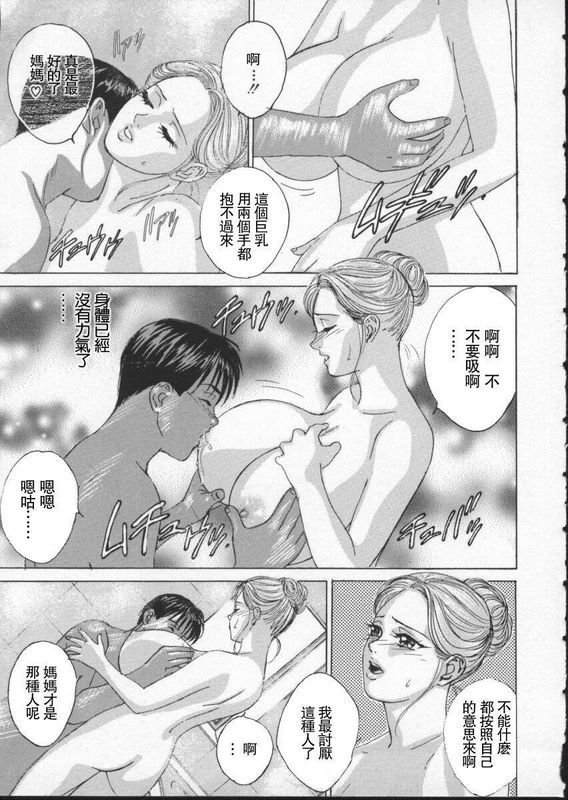 啊
…!!
真是最
好的了
媽媽♡
這個巨乳
用兩個手都
抱不過來
啊啊 不
不要吸啊
……
身體已經
沒有力氣了
……
嗯嗯
嗯咕……
不能什麽
都按照自己
的意思來啊
我最討厭
這種人了
…啊
媽媽才是
那種人呢